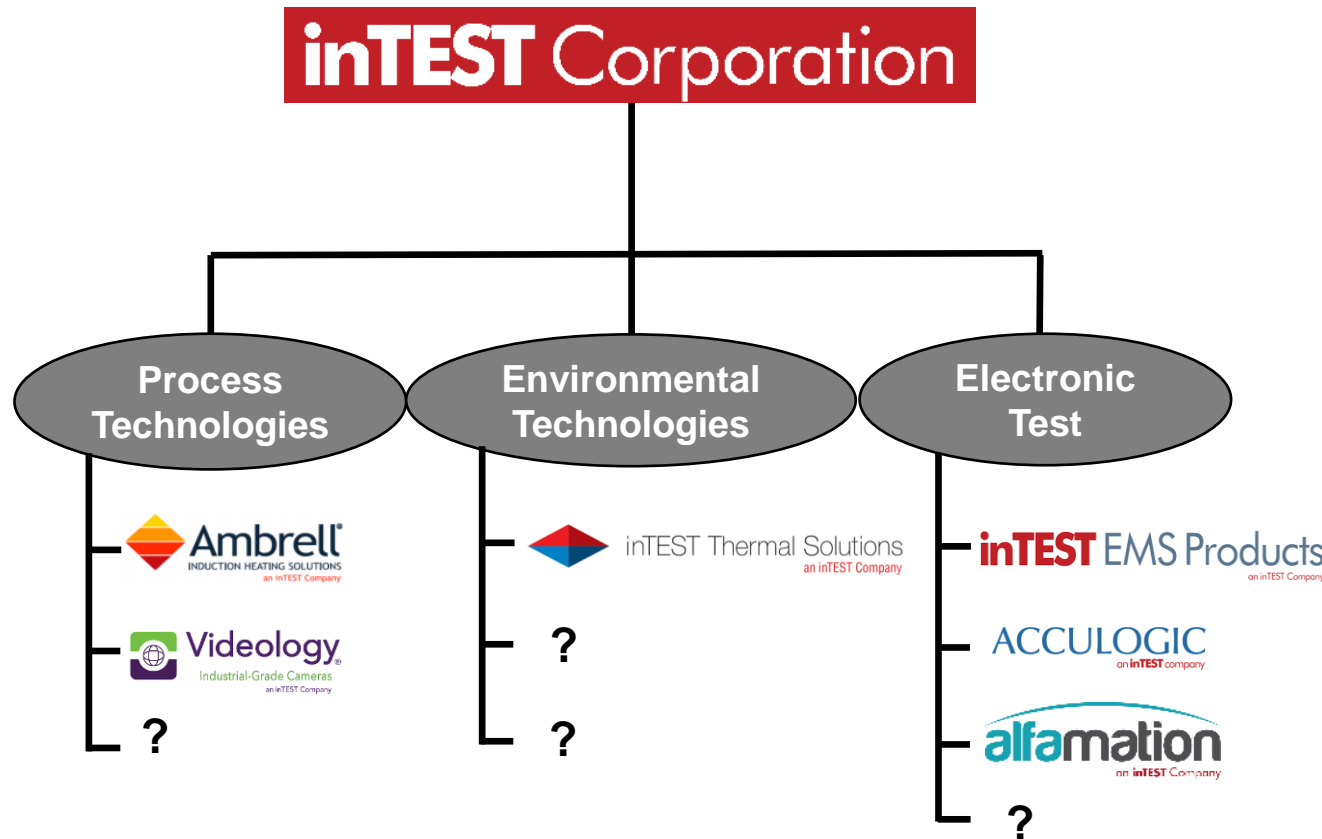 inTEST Corporation
Process
Technologies
Environmental
Technologies
Electronic
Test
Ambrell®
INDUCTION HEATING SOLUTIONS
an inTEST Company
Videology®
Industrial-Grade Cameras
an inTEST Company
?
inTEST Thermal Solutions
an inTEST Company
?
?
inTEST EMS Products
an inTEST Company
ACCULOGIC
an inTEST company
alfamation
an inTEST Company
?